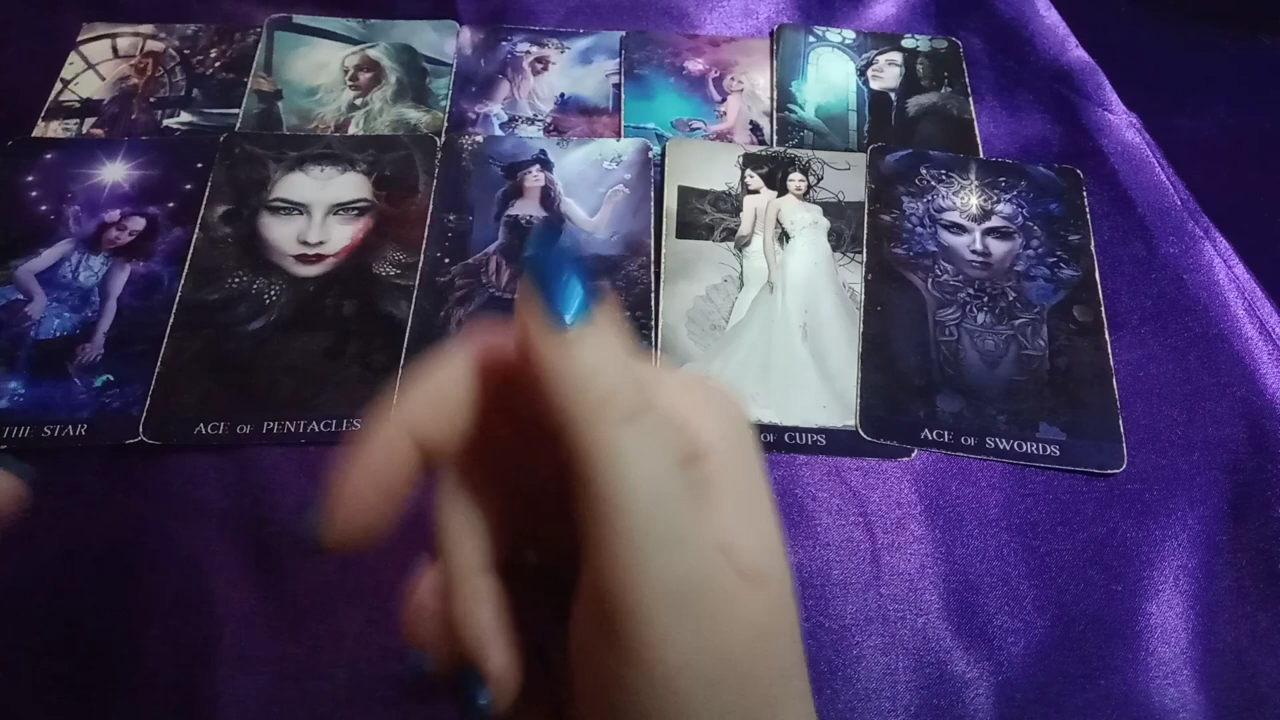 THE STAR
ACE OF PENTACLES
OF CUPS
ACE OF SWORDS